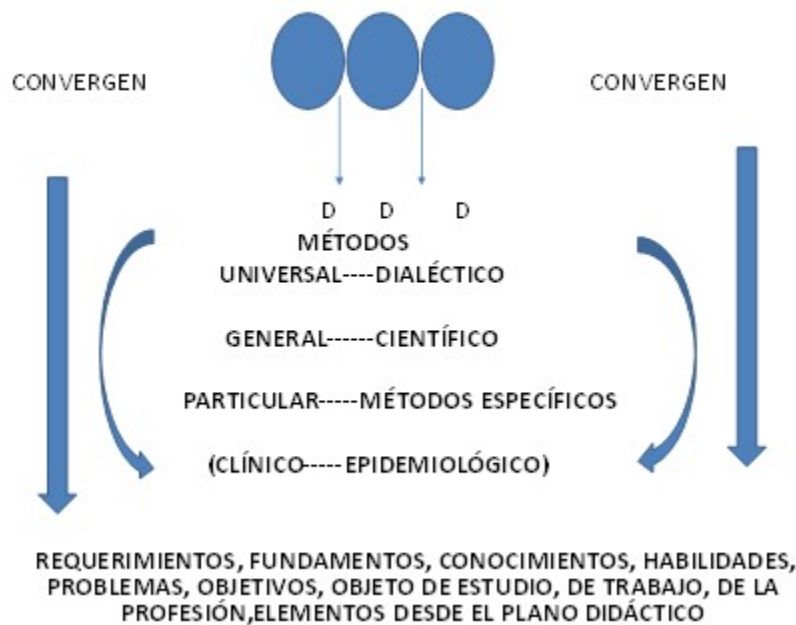 CONVERGEN
CONVERGEN
D D D
MÉTODOS
UNIVERSAL----DIALÉCTICO
GENERAL------CIENTÍFÍCO
PARTICULAR-----MÉTODOS ESPECÍFICOS
(CLÍNICO-----EPIDEMIOLÓGICO)
REQUERIMIENTOS, FUNDAMENTOS, CONOCIMIENTOS, HABILIDADES,
PROBLEMAS, OBJETIVOS, OBJETO DE ESTUDIO, DE TRABAJO, DE LA
PROFESIÓN,ELEMENTOS DESDE EL PLANO DIDÁCTICO